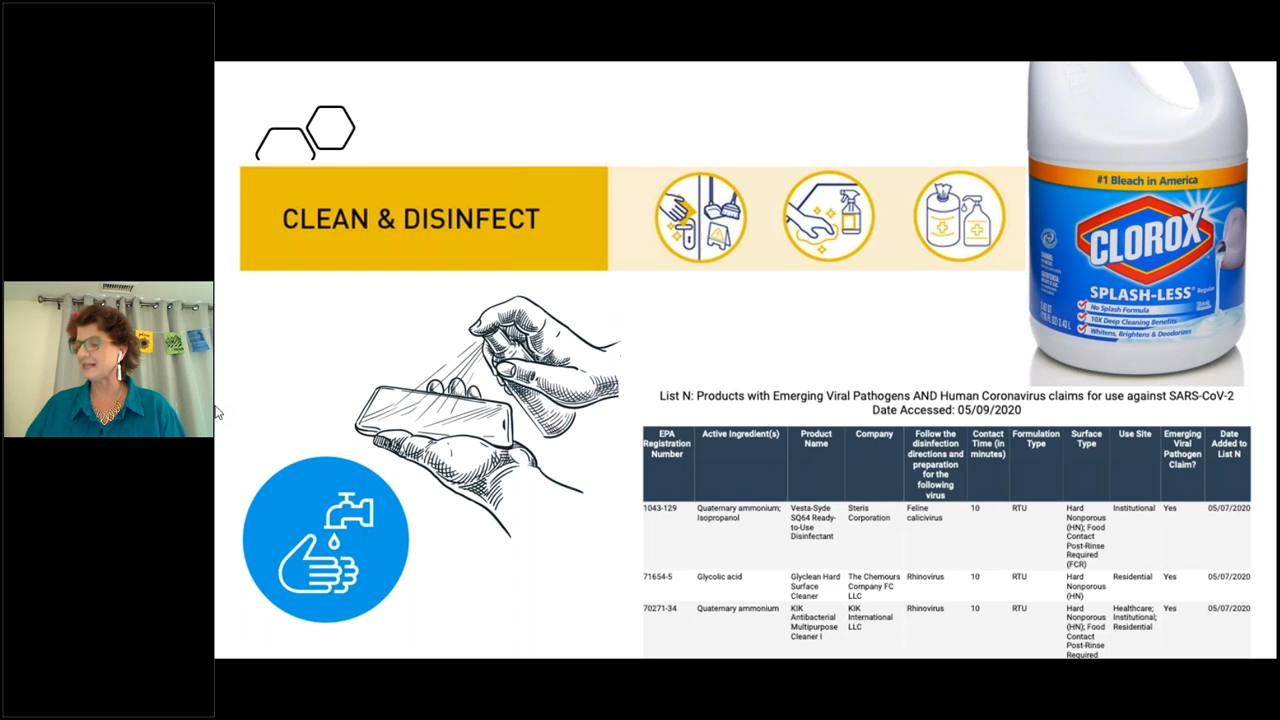 CLEAN & DISINFECT
#1 Bleach in America
CLOROX
SPLASH-LESS®
Regular
No Splash Formula
10X Deep Cleaning Benefits
Whitens, Brightens & Deodorizes
List N: Products with Emerging Viral Pathogens AND Human Coronavirus claims for use against SARS-CoV-2
Date Accessed: 05/09/2020
EPA
Registration
Number
Active Ingredient(s)
Product
Name
Company
Follow the
disinfection
directions and
preparation
for the
following
virus
Contact
Time (in
minutes)
Formulation
Type
Surface
Type
Use Site
Emerging
Viral
Pathogen
Claim?
Date
Added to
List N
1043-129
Quaternary ammonium;
Isopropanol
Vesta-Syde
SQ64 Ready-
to-Use
Disinfectant
Steris
Corporation
Feline
calicivirus
10
RTU
Hard
Nonporous
(HN); Food
Contact
Post-Rinse
Required
(FCR)
Institutional
Yes
05/07/2020
71654-5
Glycolic acid
Glyclean Hard
Surface
Cleaner
The Chemours
Company FC
LLC
Rhinovirus
10
RTU
Hard
Nonporous
(HN)
Residential
Yes
05/07/2020
70271-34
Quaternary ammonium
KIK
Antibacterial
Multipurpose
Cleaner I
KIK
International
LLC
Rhinovirus
10
RTU
Hard
Nonporous
(HN); Food
Contact
Post-Rinse
Required
Healthcare;
Institutional;
Residential
Yes
05/07/2020